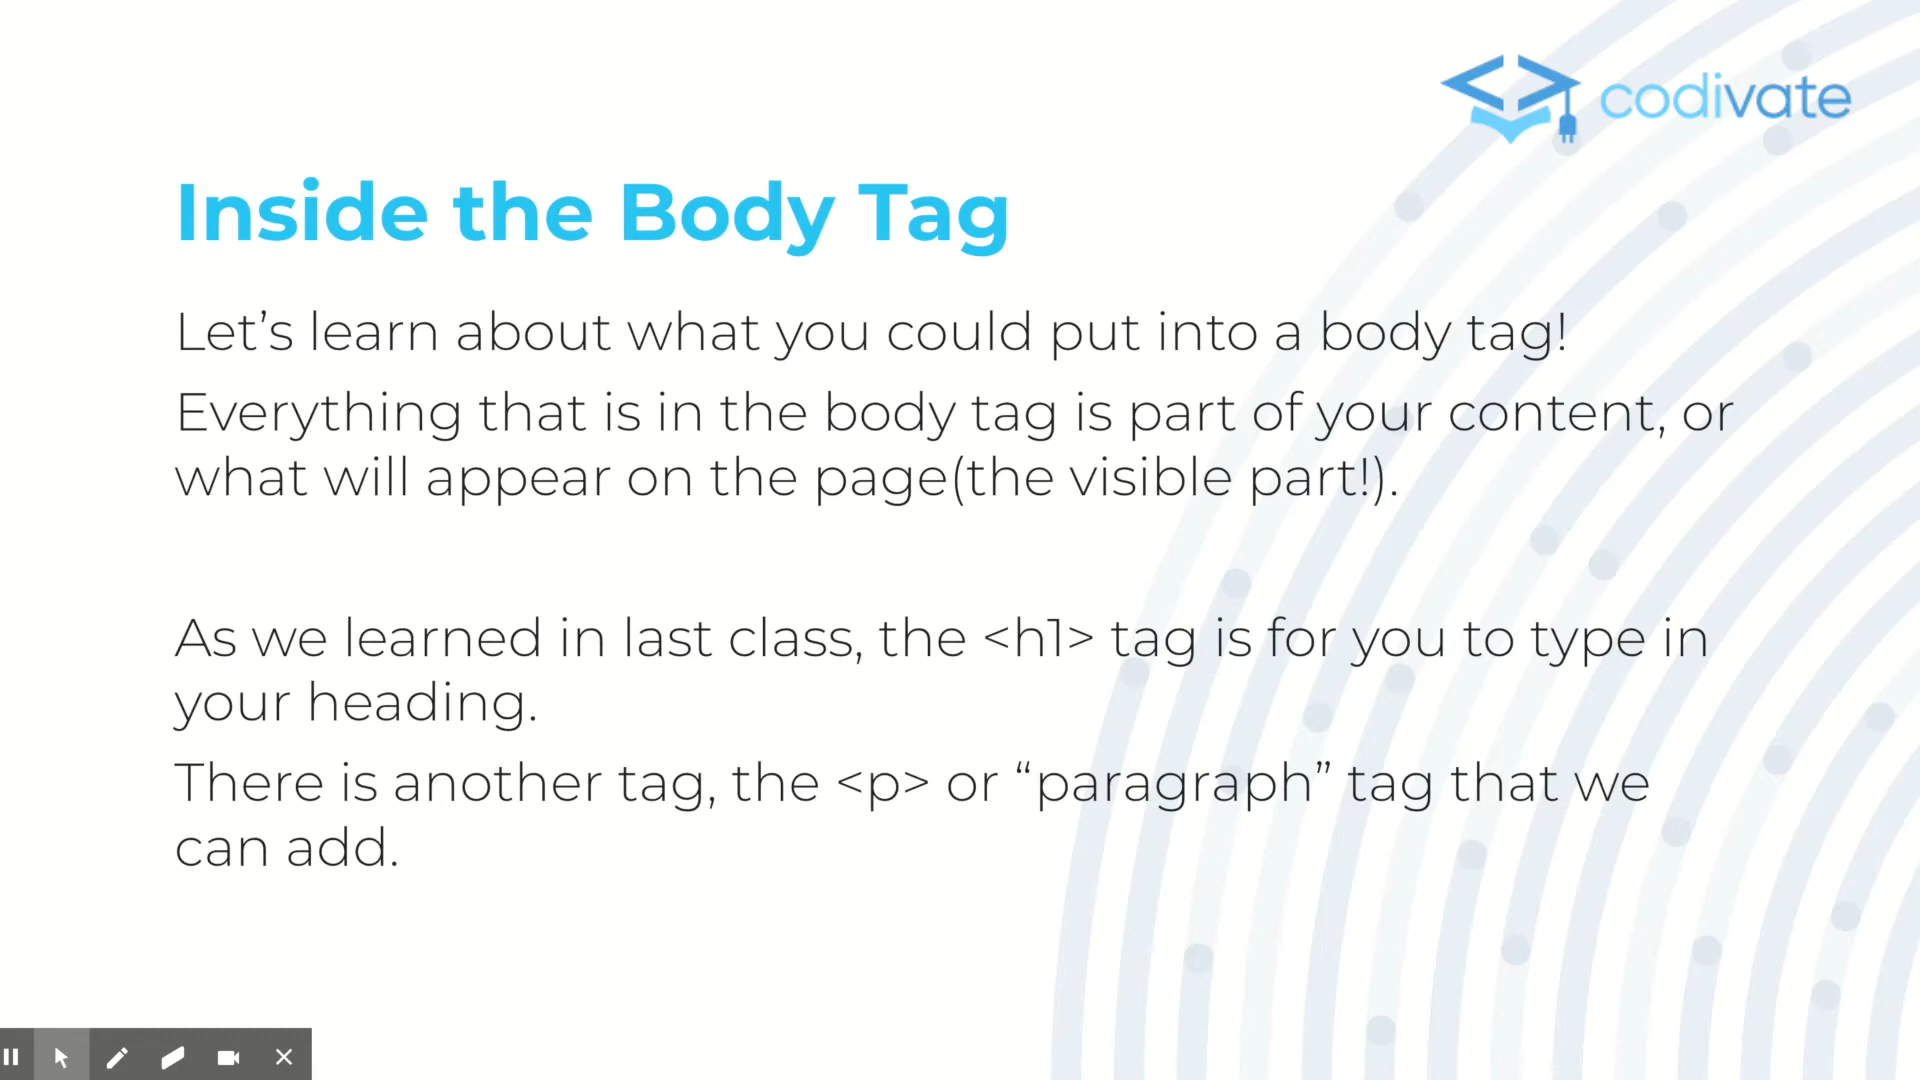 codivate
Inside the Body Tag
Let’s learn about what you could put into a body tag!
Everything that is in the body tag is part of your content, or
what will appear on the page(the visible part!).
As we learned in last class, the <h1> tag is for you to type in
your heading.
There is another tag, the <p> or “paragraph” tag that we
can add.